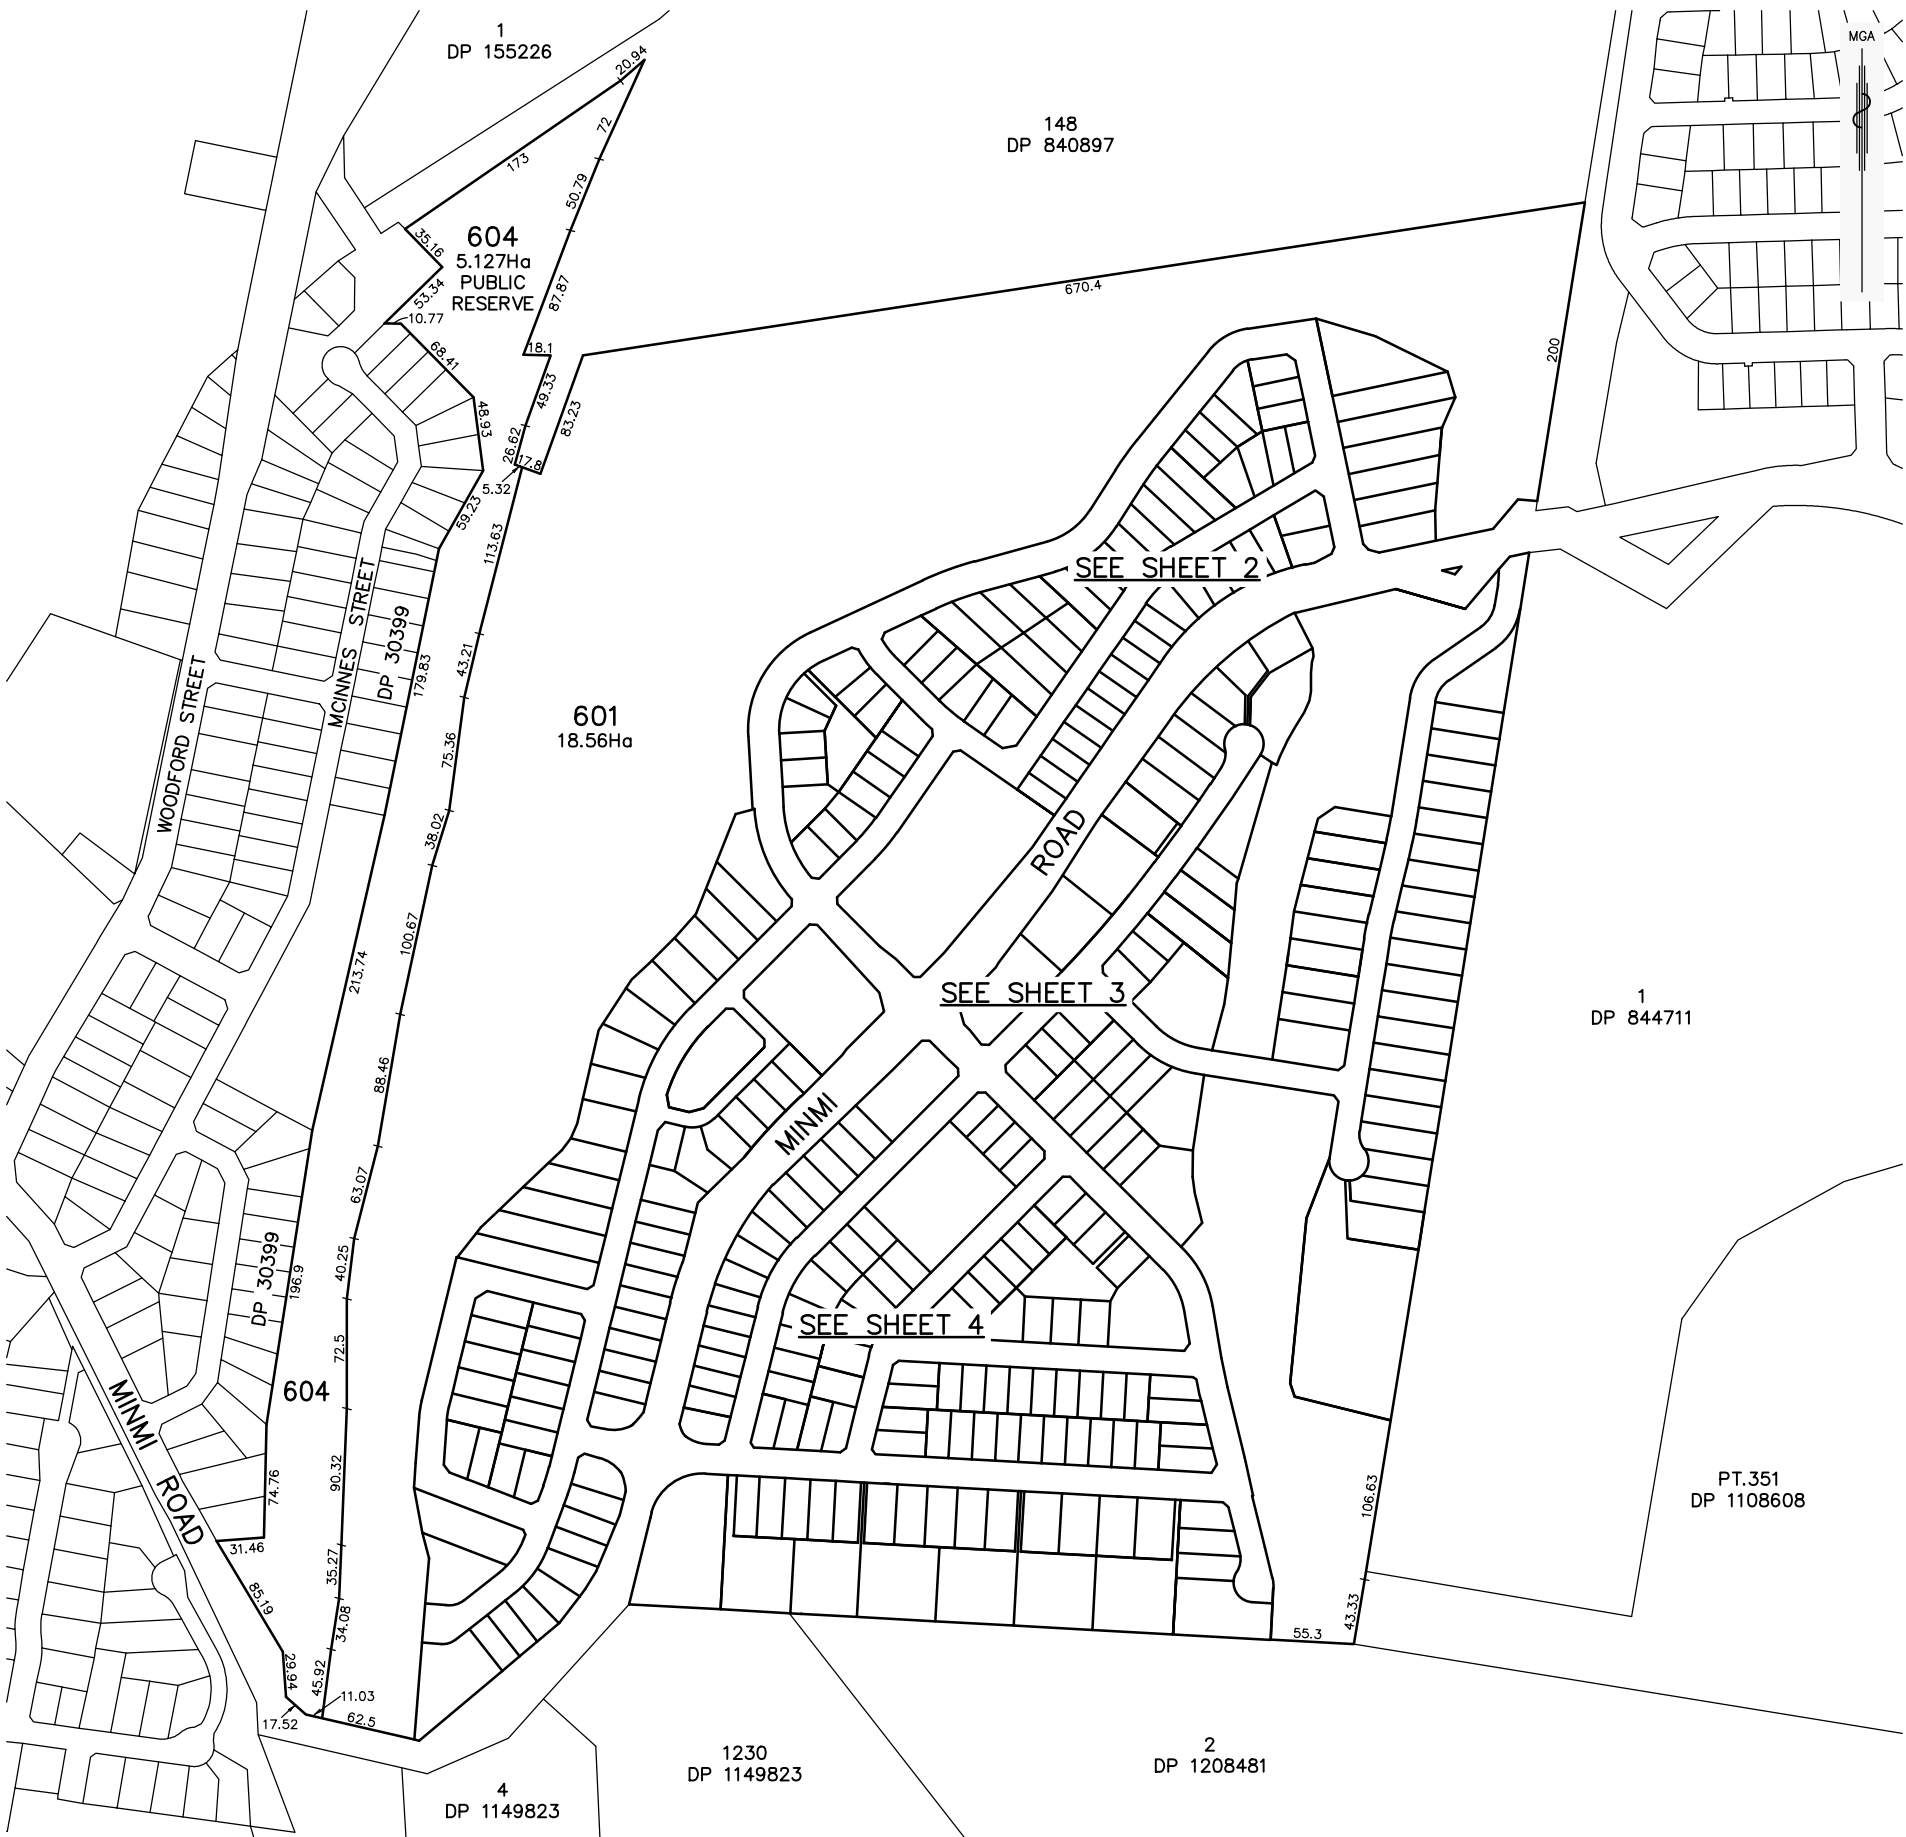 1
DP 155226
MGA
148
DP 840897
20.94
72
173
50.79
604
5.127Ha
PUBLIC
RESERVE
35.16
53.34
87.87
10.77
670.4
18.1
200
68.41
49.33
83.23
48.93
26.62
17.8
5.32
59.23
113.63
SEE SHEET 2
WOODFORD STREET
MCINNES STREET
DP 30399
179.83
43.21
601
18.56Ha
75.36
38.02
ROAD
100.67
213.74
SEE SHEET 3
1
DP 844711
88.46
MINMI
63.07
40.25
DP 30399
196.9
SEE SHEET 4
72.5
604
MINMI ROAD
90.32
74.76
106.63
PT.351
DP 1108608
31.46
35.27
85.19
34.08
43.33
55.3
29.94
45.92
11.03
17.52
62.5
1230
DP 1149823
2
DP 1208481
4
DP 1149823